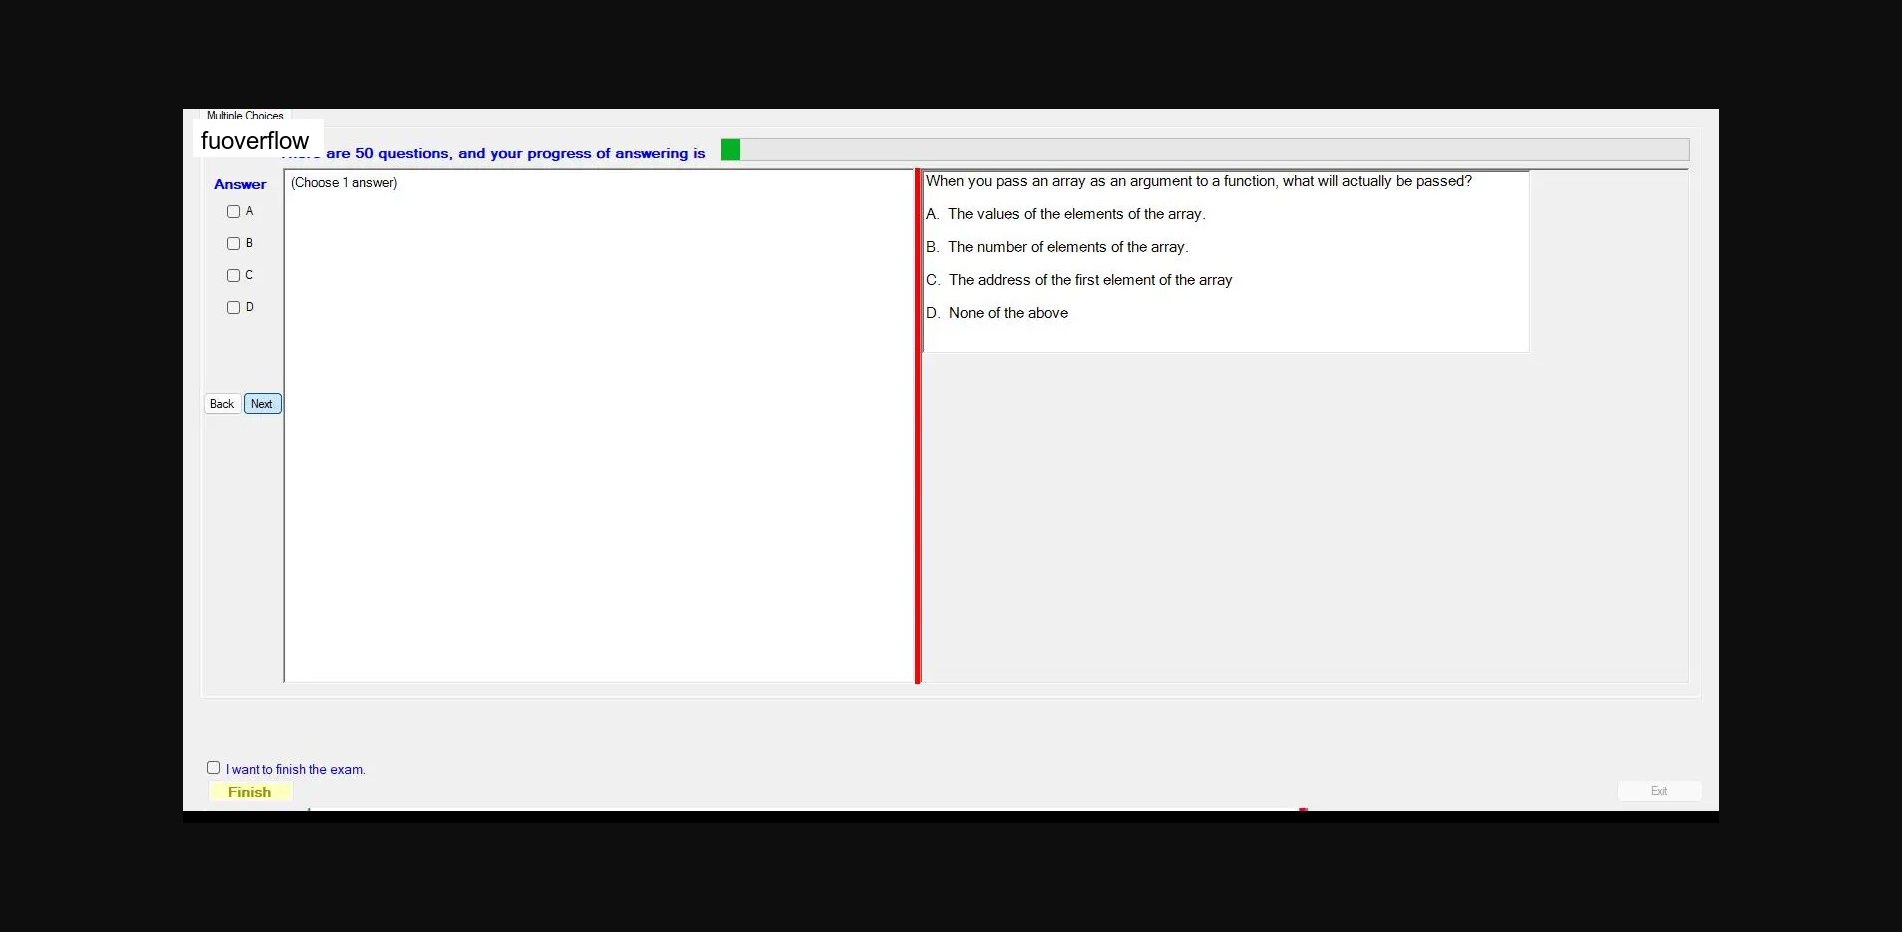 Multiple Choices
fuoverflow
are 50 questions, and your progress of answering is
Answer
(Choose 1 answer)
A
B
C
D
Back
Next
When you pass an array as an argument to a function, what will actually be passed?
A. The values of the elements of the array.
B. The number of elements of the array.
C. The address of the first element of the array
D. None of the above
I want to finish the exam.
Finish
Exit